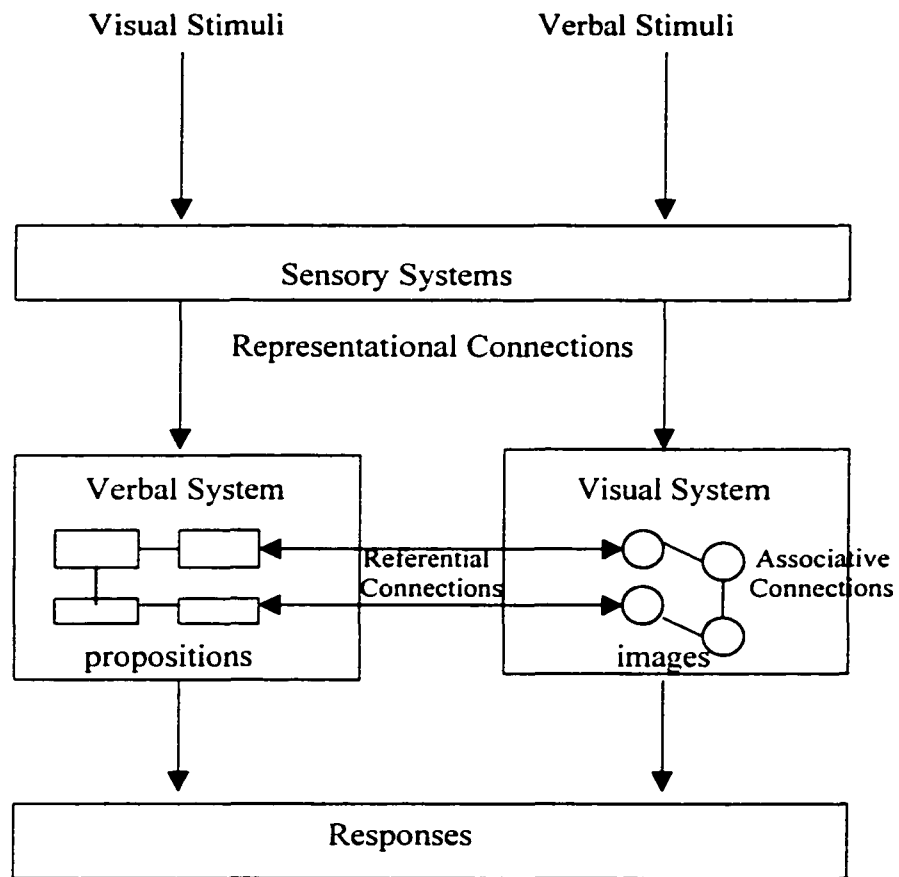 Visual Stimuli
Verbal Stimuli
Sensory Systems
Representational Connections
Verbal System
Visual System
Referential
Connections
Associative
Connections
propositions
images
Responses